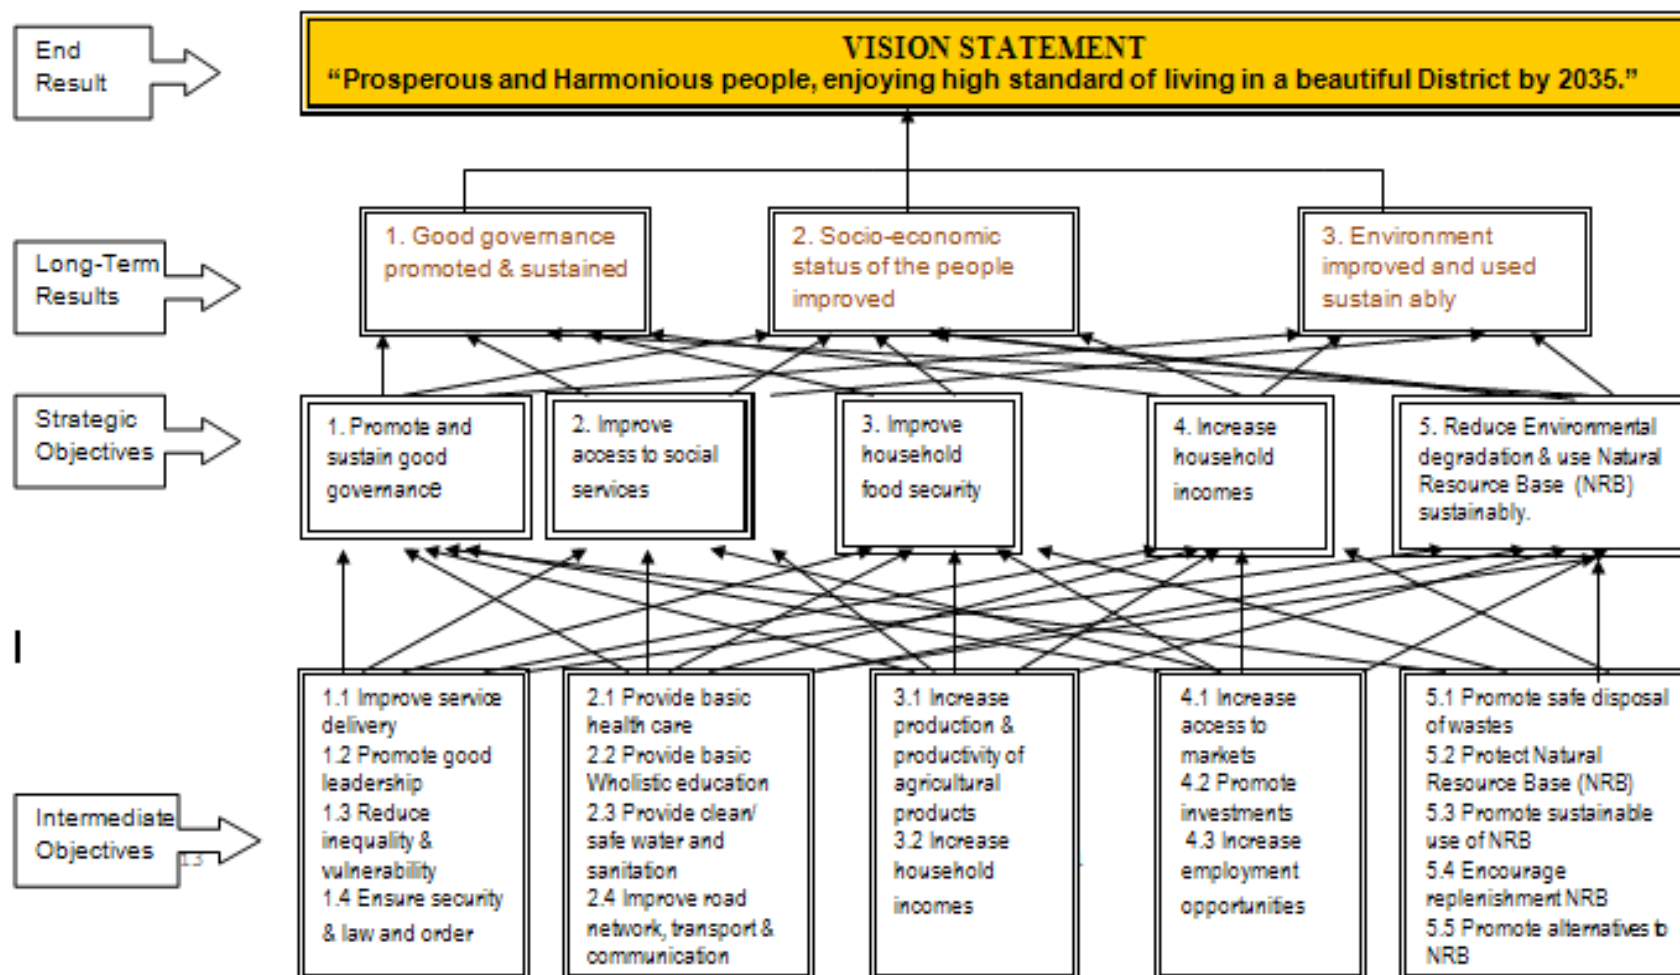 End
Result
VISION STATEMENT
“Prosperous and Harmonious people, enjoying high standard of living in a beautiful District by 2035.”
Long-Term
Results
1. Good governance
promoted & sustained
2. Socio-economic
status of the people
improved
3. Environment
improved and used
sustain ably
Strategic
Objectives
1. Promote and
sustain good
governance
2. Improve
access to social
services
3. Improve
household
food security
4. Increase
household
incomes
5. Reduce Environmental
degradation & use Natural
Resource Base (NRB)
sustainably.
Intermediate
Objectives
1.3
1.1 Improve service
delivery
1.2 Promote good
leadership
1.3 Reduce
inequality &
vulnerability
1.4 Ensure security
& law and order
2.1 Provide basic
health care
2.2 Provide basic
Wholistic education
2.3 Provide clean/
safe water and
sanitation
2.4 Improve road
network, transport &
communication
3.1 Increase
production &
productivity of
agricultural
products
3.2 Increase
household
incomes
4.1 Increase
access to
markets
4.2 Promote
investments
4.3 Increase
employment
opportunities
5.1 Promote safe disposal
of wastes
5.2 Protect Natural
Resource Base (NRB)
5.3 Promote sustainable
use of NRB
5.4 Encourage
replenishment NRB
5.5 Promote alternatives to
NRB